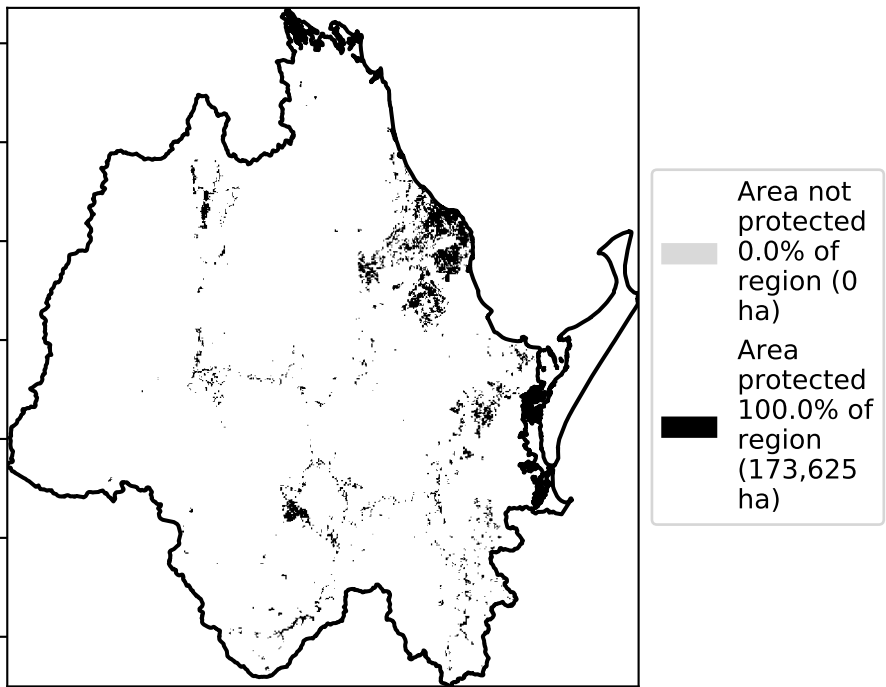 Area not
protected
0.0% of
region (0
ha)
Area
protected
100.0% of
region
(173,625
ha)